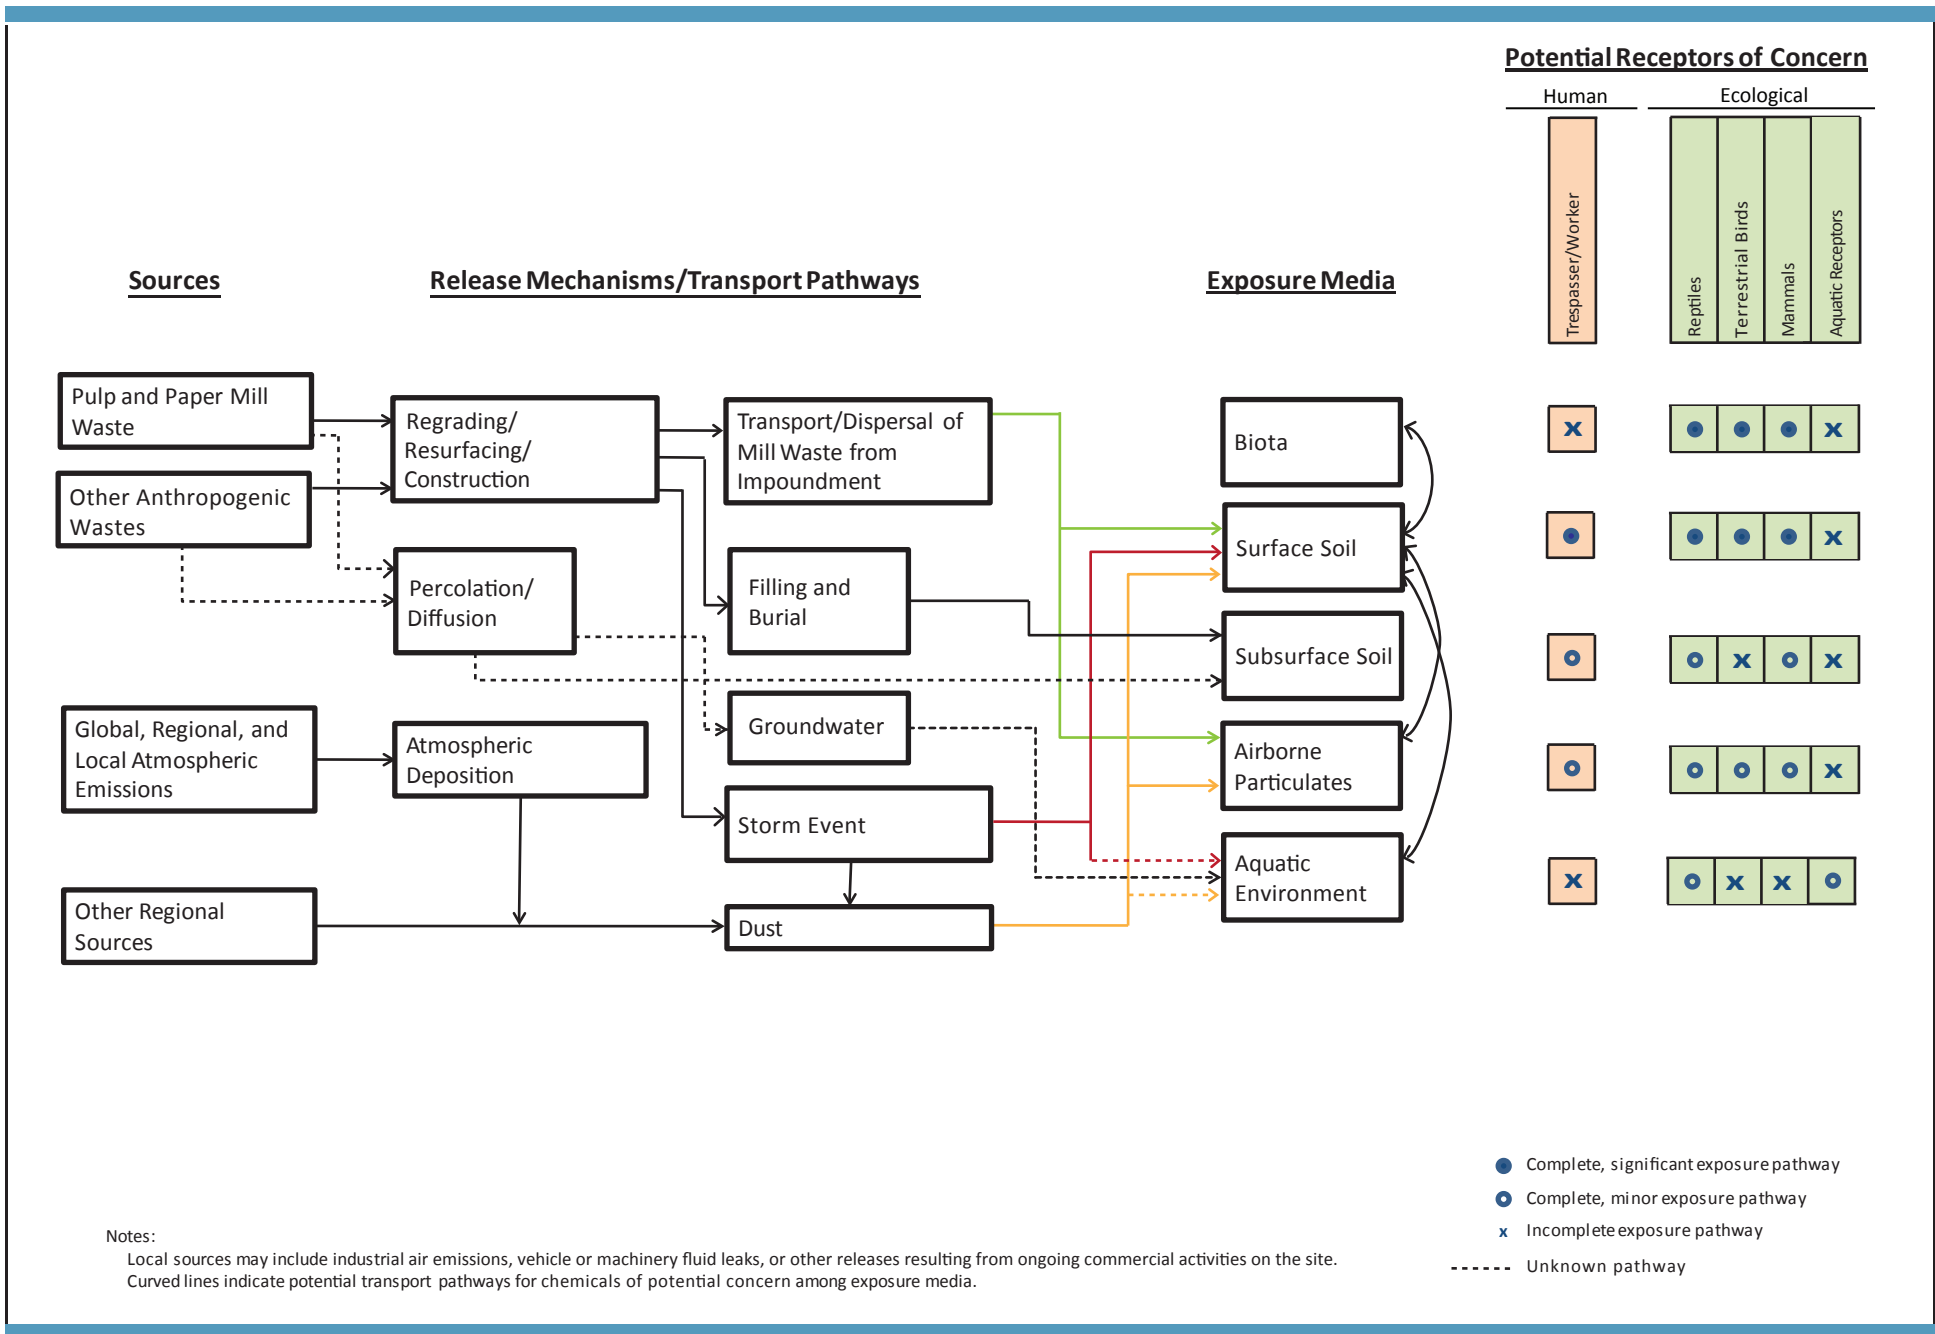 Potential Receptors of Concern
Human
Ecological
Trespasser/Worker
Reptiles
Terrestrial Birds
Mammals
Aquatic Receptors
Sources
Release Mechanisms/Transport Pathways
Exposure Media
Pulp and Paper Mill
Waste
Other Anthropogenic
Wastes
Global, Regional, and
Local Atmospheric
Emissions
Other Regional
Sources
Regrading/
Resurfacing/
Construction
Percolation/
Diffusion
Atmospheric
Deposition
Transport/Dispersal of
Mill Waste from
Impoundment
Filling and
Burial
Groundwater
Storm Event
Dust
Biota
Surface Soil
Subsurface Soil
Airborne
Particulates
Aquatic
Environment
x x
x
x x x
x
x x x
Complete, significant exposure pathway
Complete, minor exposure pathway
x Incomplete exposure pathway
Unknown pathway
Notes:
Local sources may include industrial air emissions, vehicle or machinery fluid leaks, or other releases resulting from ongoing commercial activities on the site.
Curved lines indicate potential transport pathways for chemicals of potential concern among exposure media.